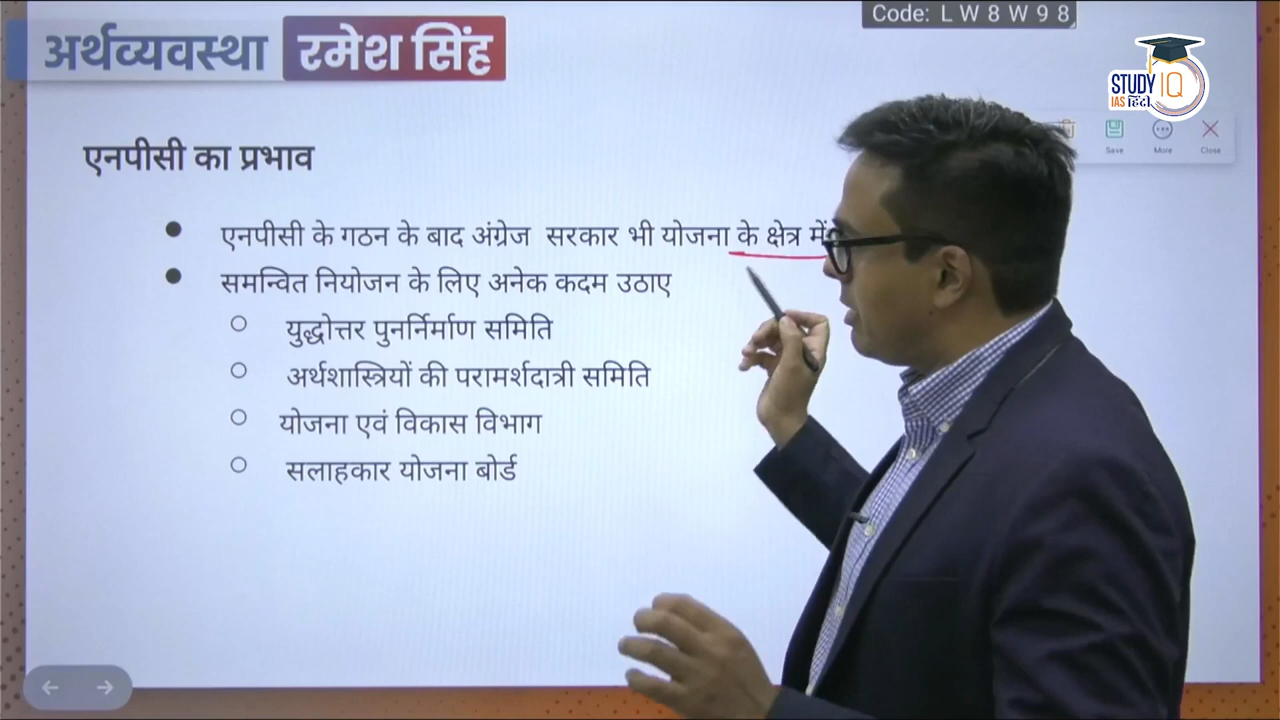 Code: L W 8 W 9 8
अर्थव्यवस्था रमेश सिंह
STUDY IQ
IAS हिंदी
Save More Close
एनपीसी का प्रभाव
एनपीसी के गठन के बाद अंग्रेज सरकार भी योजना के क्षेत्र में
समन्वित नियोजन के लिए अनेक कदम उठाए
युद्धोत्तर पुनर्निर्माण समिति
अर्थशास्त्रियों की परामर्शदात्री समिति
योजना एवं विकास विभाग
सलाहकार योजना बोर्ड